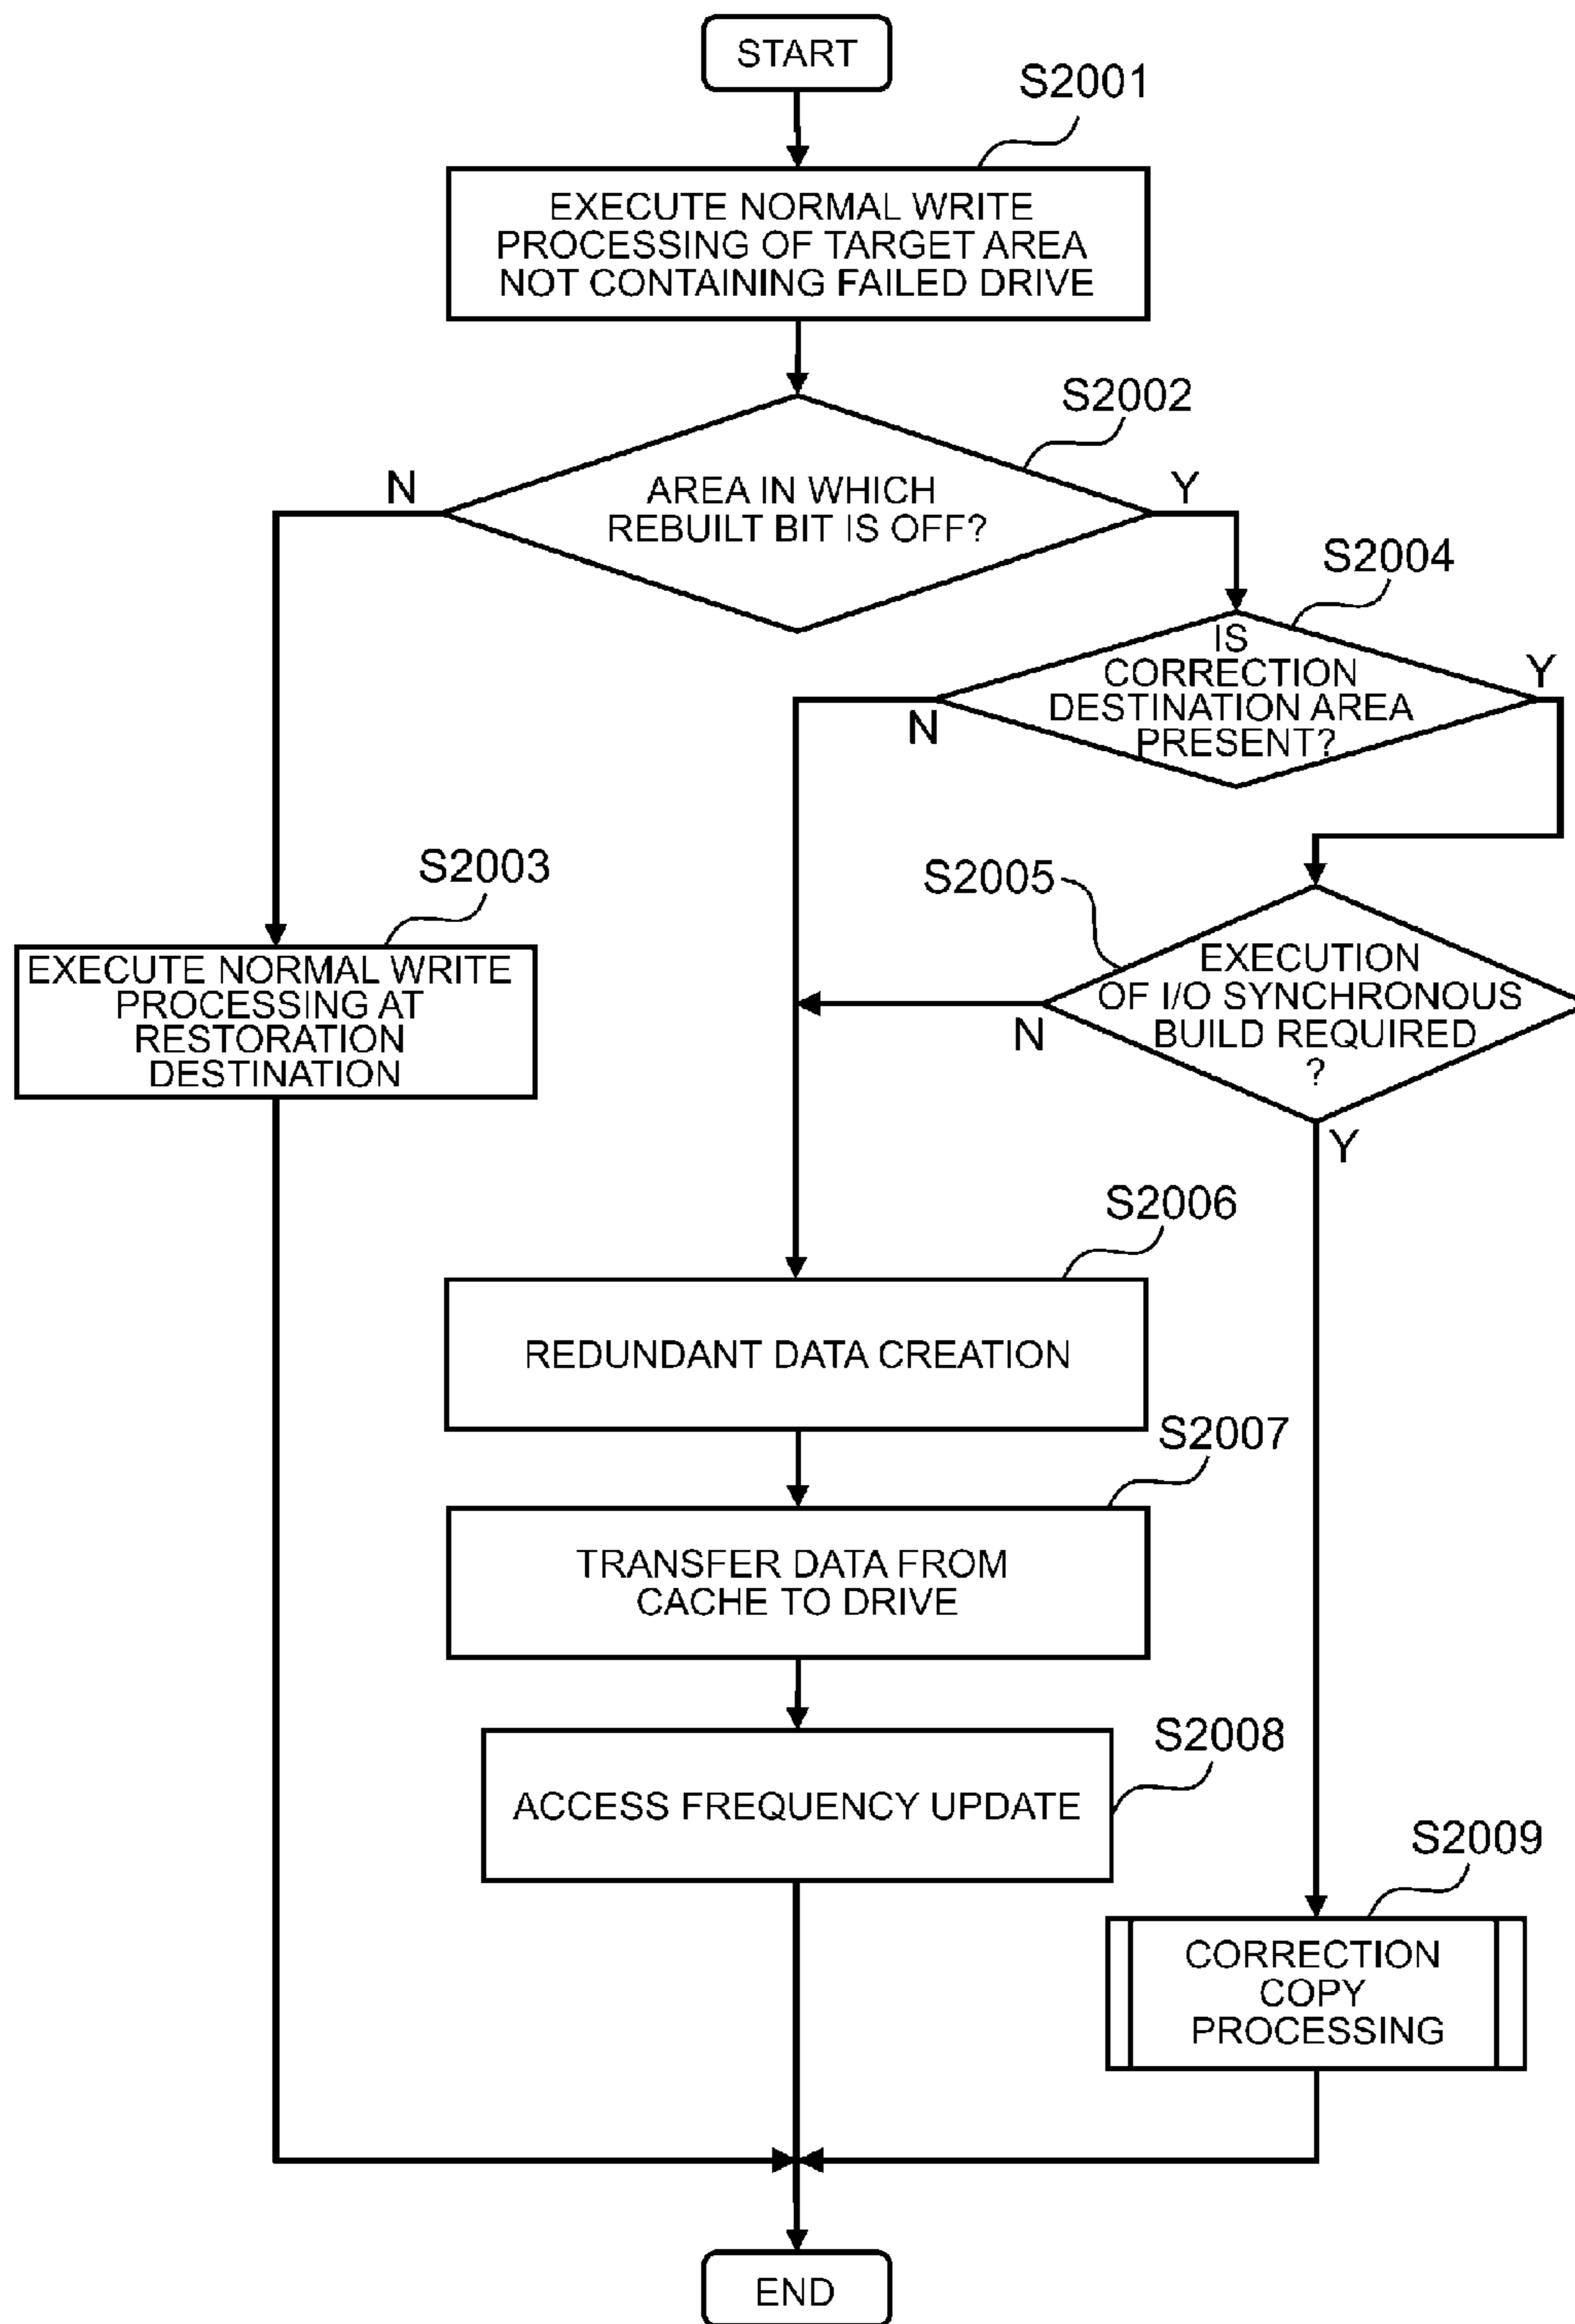 START
S2001
EXECUTE NORMAL WRITE
PROCESSING OF TARGET AREA
NOT CONTAINING FAILED DRIVE
S2002
N
Y
AREA IN WHICH
REBUILT BIT IS OFF?
S2004
IS
CORRECTION
DESTINATION AREA
PRESENT?
N
Y
S2003
EXECUTE NORMAL WRITE
PROCESSING AT
RESTORATION
DESTINATION
S2005
EXECUTION
OF I/O SYNCHRONOUS
BUILD REQUIRED
?
N
Y
S2006
REDUNDANT DATA CREATION
S2007
TRANSFER DATA FROM
CACHE TO DRIVE
S2008
ACCESS FREQUENCY UPDATE
S2009
CORRECTION
COPY
PROCESSING
END